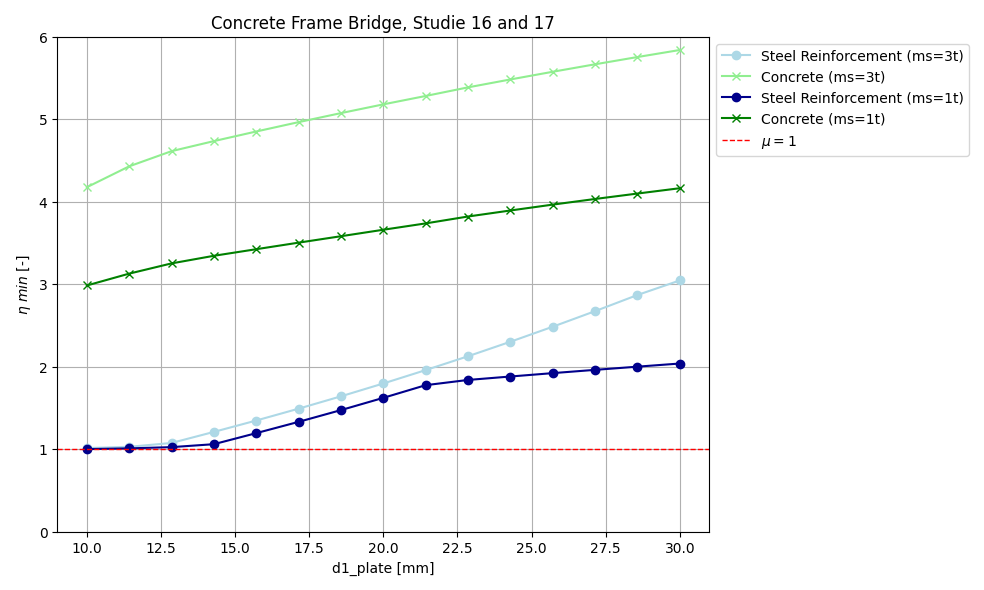 Concrete Frame Bridge, Studie 16 and 17
6
5
4
3
2
1
0
η min [-]
10.0 12.5 15.0 17.5 20.0 22.5 25.0 27.5 30.0
d1_plate [mm]
Steel Reinforcement (ms=3t)
Concrete (ms=3t)
Steel Reinforcement (ms=1t)
Concrete (ms=1t)
μ = 1